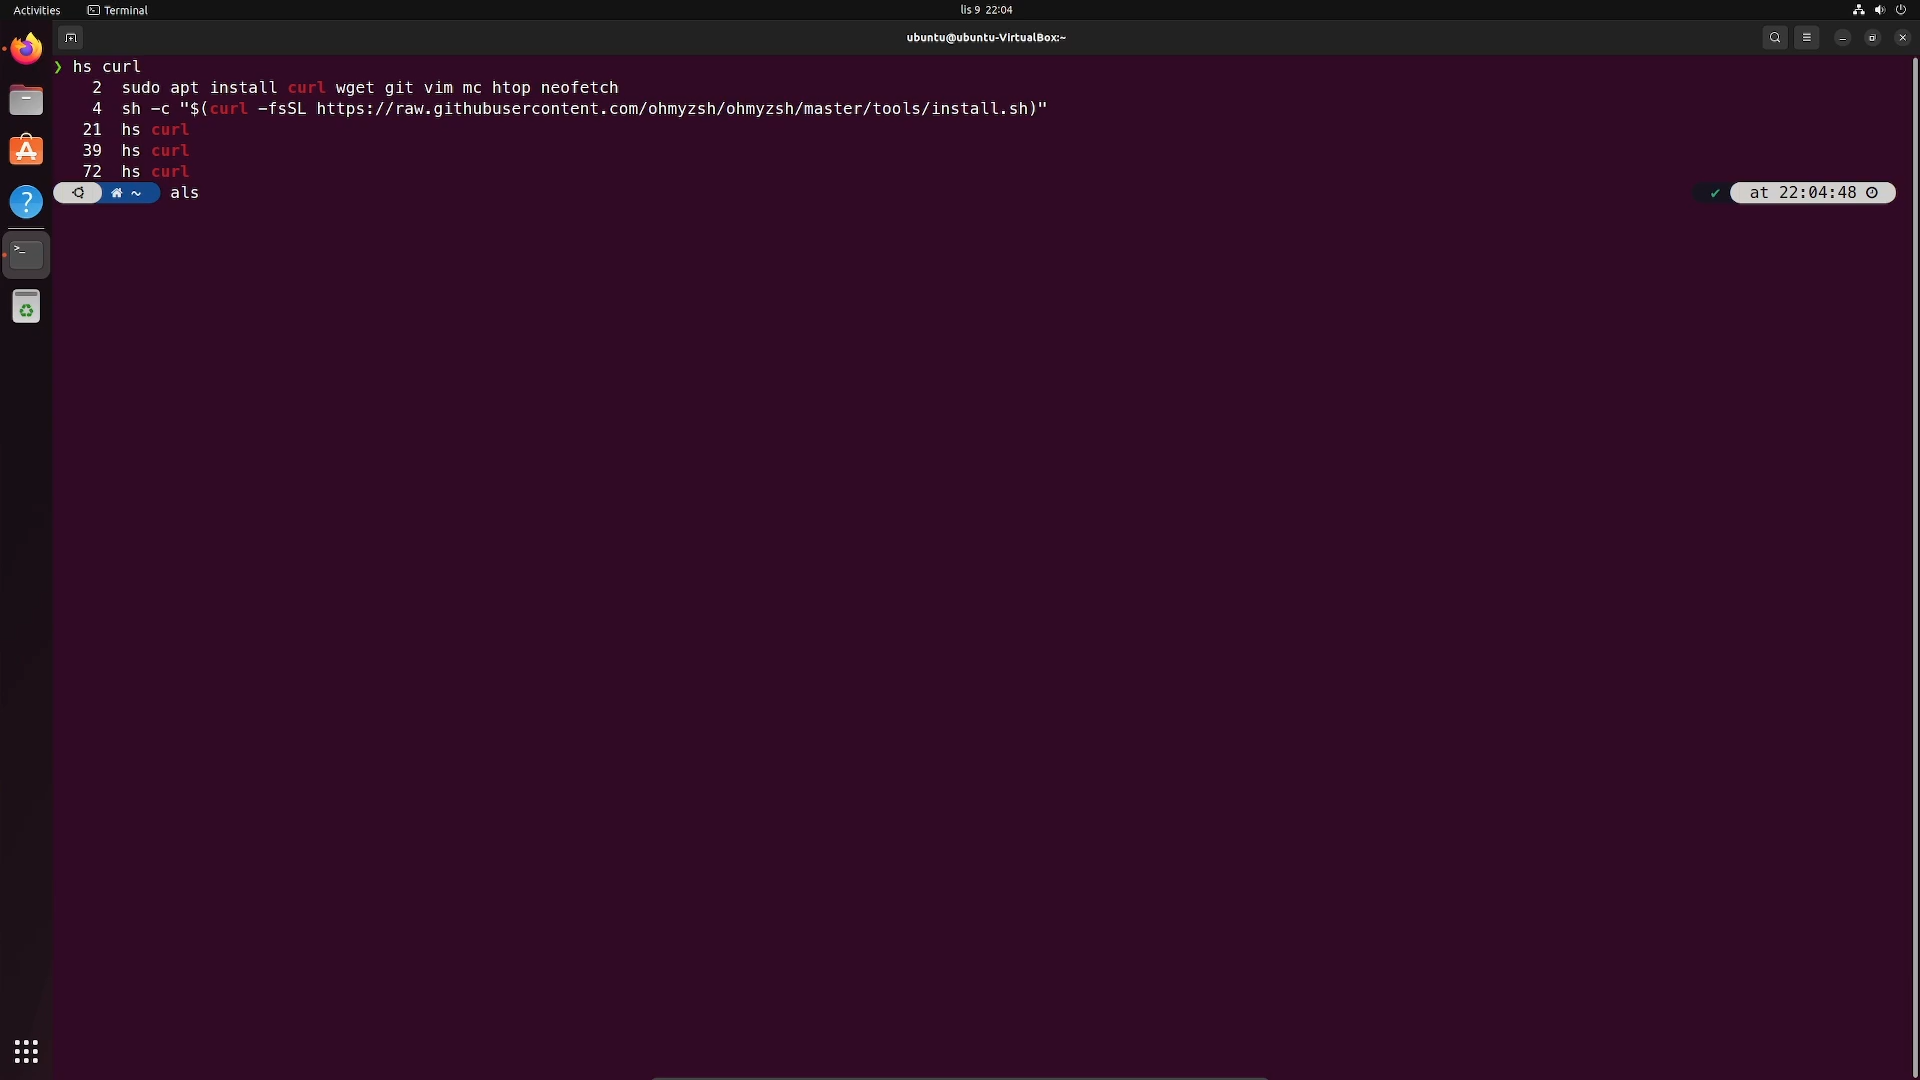 Activities Terminal lis 9 22:04
ubuntu@ubuntu-VirtualBox:~
❯ hs curl
2 sudo apt install curl wget git vim mc htop neofetch
4 sh -c "$(curl -fsSL https://raw.githubusercontent.com/ohmyzsh/ohmyzsh/master/tools/install.sh)"
21 hs curl
39 hs curl
72 hs curl
~ als ✔ at 22:04:48